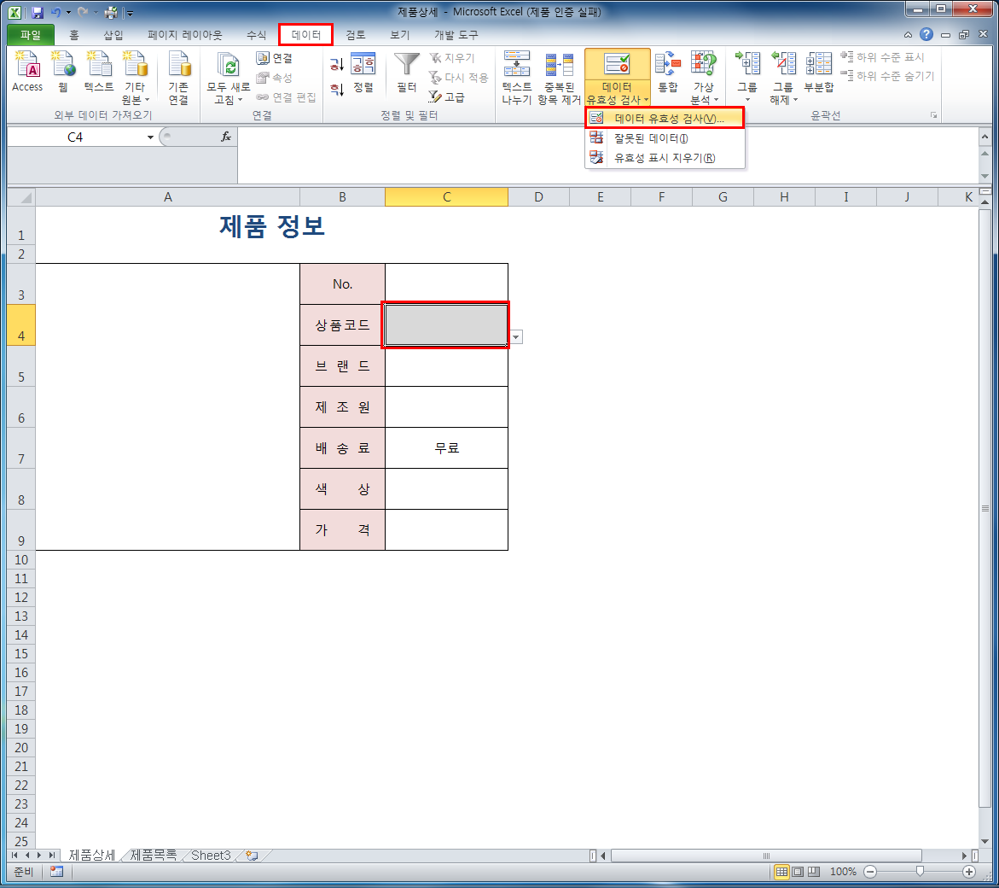 제품상세 - Microsoft Excel (제품 인증 실패)
파일 홈 삽입 페이지 레이아웃 수식 데이터 검토 보기 개발 도구
Access 웹 텍스트 기타 원본 기존 연결
외부 데이터 가져오기
모두 새로 고침 연결 속성 연결 편집
연결
정렬 필터 지우기 다시 적용 고급
정렬 및 필터
텍스트 나누기 중복된 항목 제거 데이터 유효성 검사 통합 가상 분석
그룹 그룹 해제 부분합 하위 수준 표시 하위 수준 숨기기
윤곽선
데이터 유효성 검사(V)...
잘못된 데이터(I)
유효성 표시 지우기(R)
C4 fx
A B C D E F G H I J K
1 제품 정보
2
3 No.
4 상품코드
5 브 랜 드
6 제 조 원
7 배 송 료 무료
8 색 상
9 가 격
10
11
12
13
14
15
16
17
18
19
20
21
22
23
24
25
제품상세 제품목록 Sheet3
준비 100%